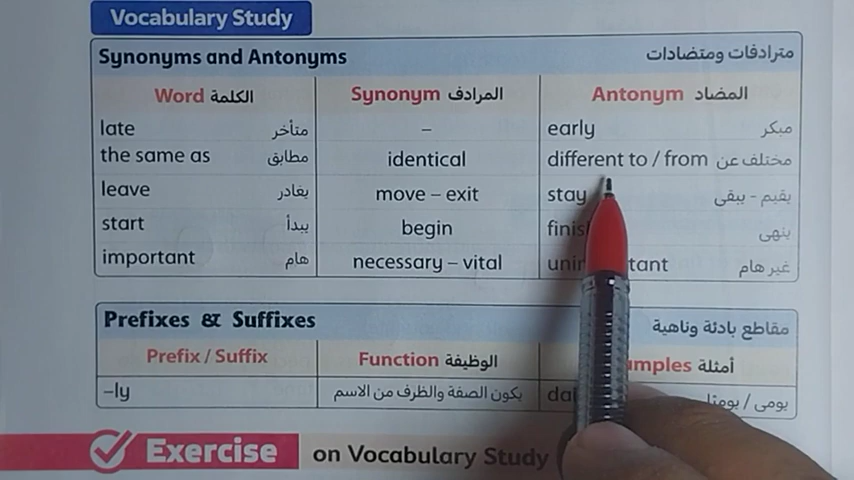 Vocabulary Study
Synonyms and Antonyms مترادفات ومتضادات
Word الكلمة Synonym المرادف Antonym المضاد
late متأخر – early مبكر
the same as مطابق identical different to / from مختلف عن
leave يغادر move – exit stay يقيم - يبقى
start يبدأ begin ينهى
important هام necessary – vital غير هام
Prefixes & Suffixes مقاطع بادئة وناهية
Prefix / Suffix Function الوظيفة أمثلة
–ly يكون الصفة والظرف من الاسم يومى / يوميًا
Exercise on Vocabulary Study